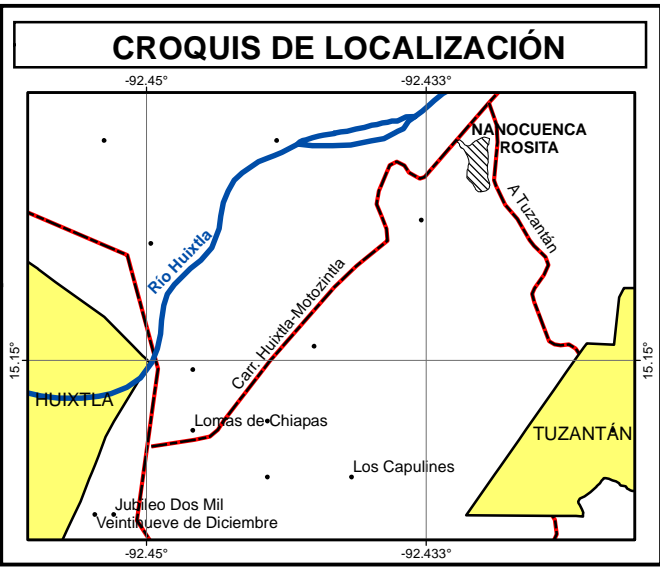 CROQUIS DE LOCALIZACIÓN
-92.45°
-92.433°
NANOCUENCA
ROSITA
A Tuzantán
Río Huixtla
Carr. Huixtla-Motozintla
15.15°
15.15°
HUIXTLA
Lomas de Chiapas
TUZANTÁN
Los Capulines
Jubileo Dos Mil
Veintinueve de Diciembre
-92.45°
-92.433°